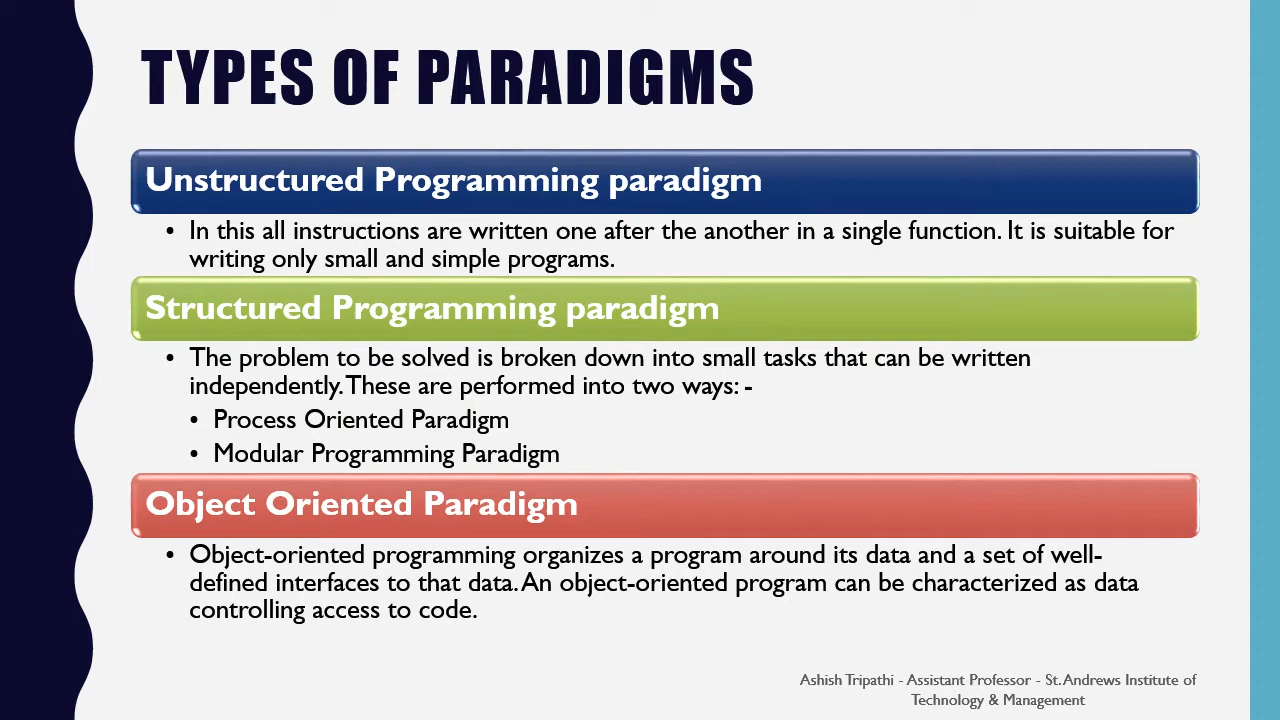 TYPES OF PARADIGMS
Unstructured Programming paradigm
• In this all instructions are written one after the another in a single function. It is suitable for
writing only small and simple programs.
Structured Programming paradigm
• The problem to be solved is broken down into small tasks that can be written
independently. These are performed into two ways: -
• Process Oriented Paradigm
• Modular Programming Paradigm
Object Oriented Paradigm
• Object-oriented programming organizes a program around its data and a set of well-
defined interfaces to that data. An object-oriented program can be characterized as data
controlling access to code.
Ashish Tripathi - Assistant Professor - St. Andrews Institute of
Technology & Management